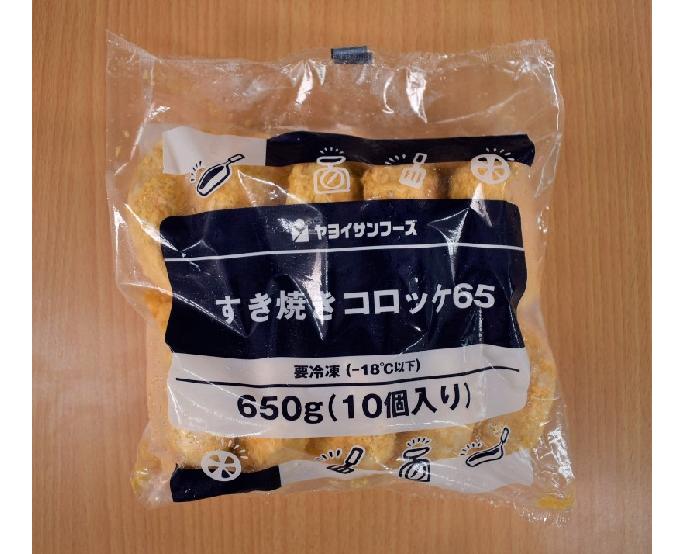 ヤヨイサンフーズ
すき焼きコロッケ65
要冷凍（-18℃以下）
650g（10個入り）